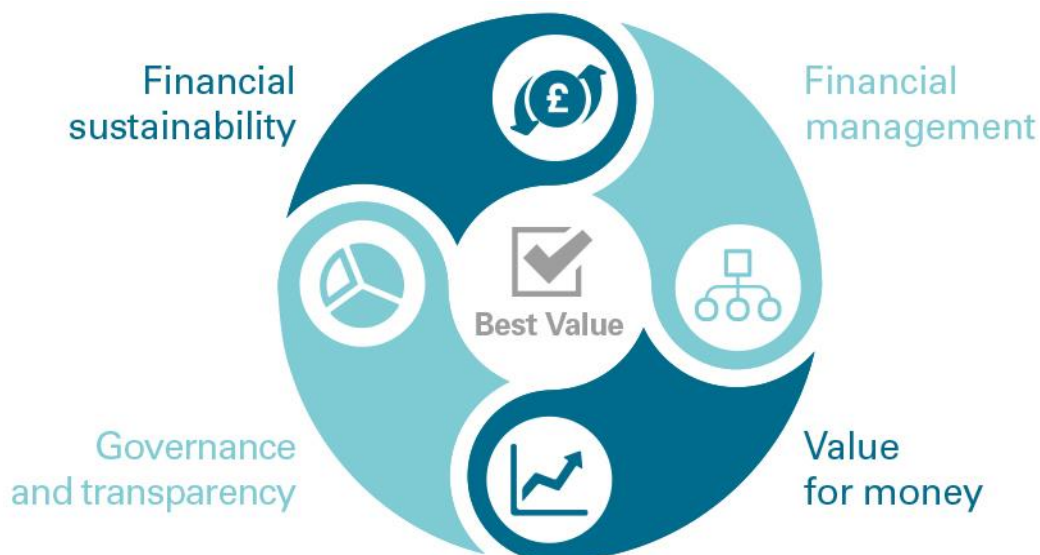 Financial
sustainability
£
Financial
management
Best Value
Governance
and transparency
Value
for money